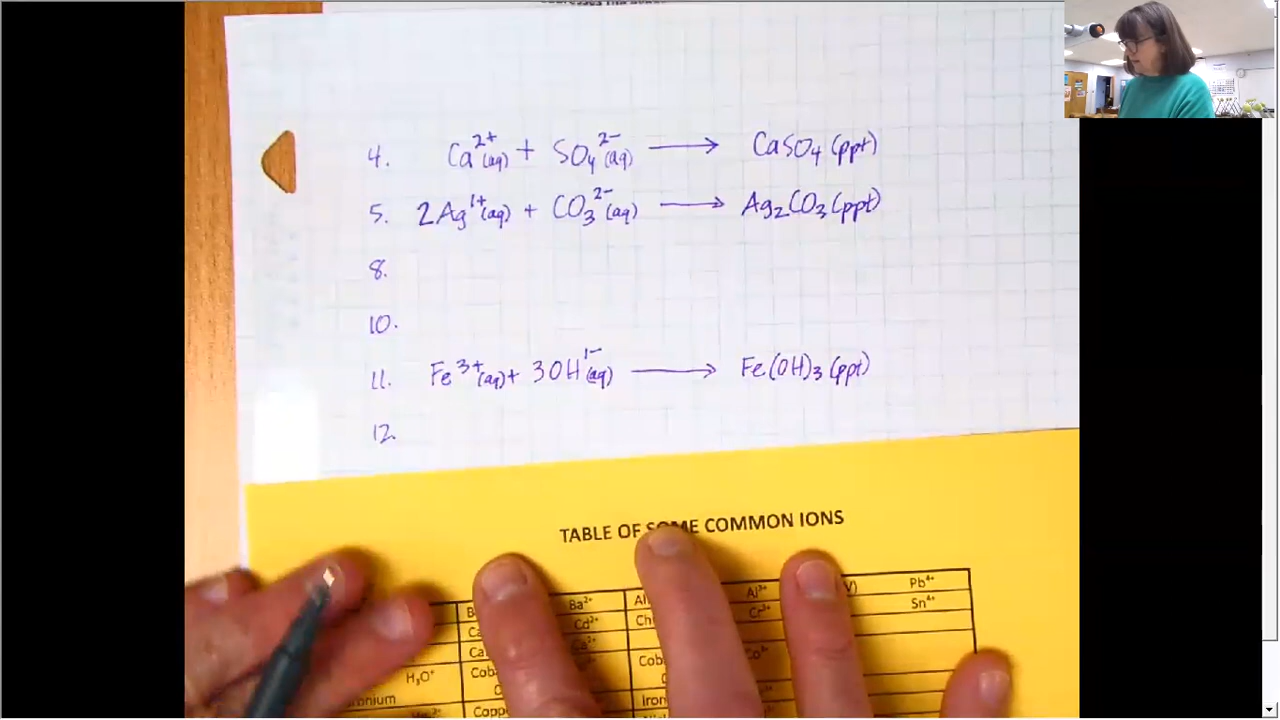 4. Ca²⁺(aq) + SO₄²⁻(aq) ⟶ CaSO₄ (ppt)
5. 2Ag¹⁺(aq) + CO₃²⁻(aq) ⟶ Ag₂CO₃ (ppt)
8.
10.
11. Fe³⁺(aq) + 3OH¹⁻(aq) ⟶ Fe(OH)₃ (ppt)
12.
TABLE OF SOME COMMON IONS
Ba²⁺ Al³⁺ Pb⁴⁺
Cd²⁺ Cr³⁺ Sn⁴⁺
H₃O⁺